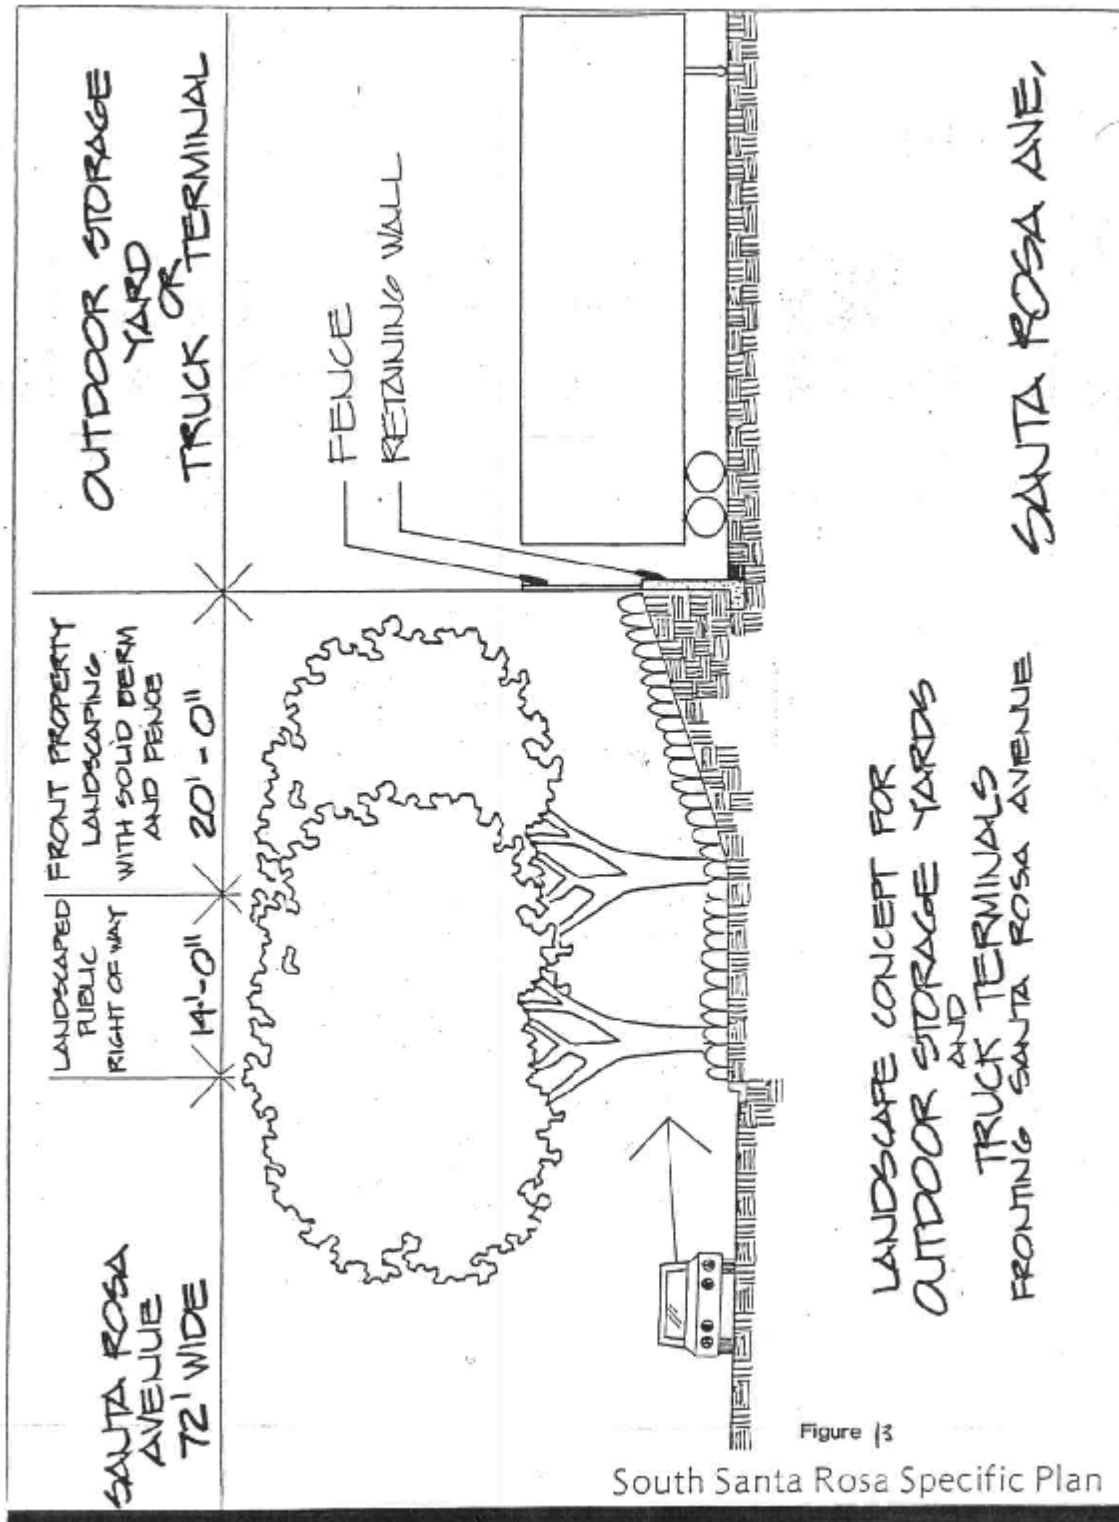 SANTA ROSA
AVENUE
72' WIDE
LANDSCAPED
PUBLIC
RIGHT OF WAY
14'-0"
FRONT PROPERTY
LANDSCAPING
WITH SOLID BERM
AND FENCE
20'-0"
OUTDOOR STORAGE
YARD
OR
TRUCK TERMINAL
FENCE
RETAINING WALL
LANDSCAPE CONCEPT FOR
OUTDOOR STORAGE YARDS
AND
TRUCK TERMINALS
FRONTING SANTA ROSA AVENUE
SANTA ROSA AVE.
Figure 13
South Santa Rosa Specific Plan